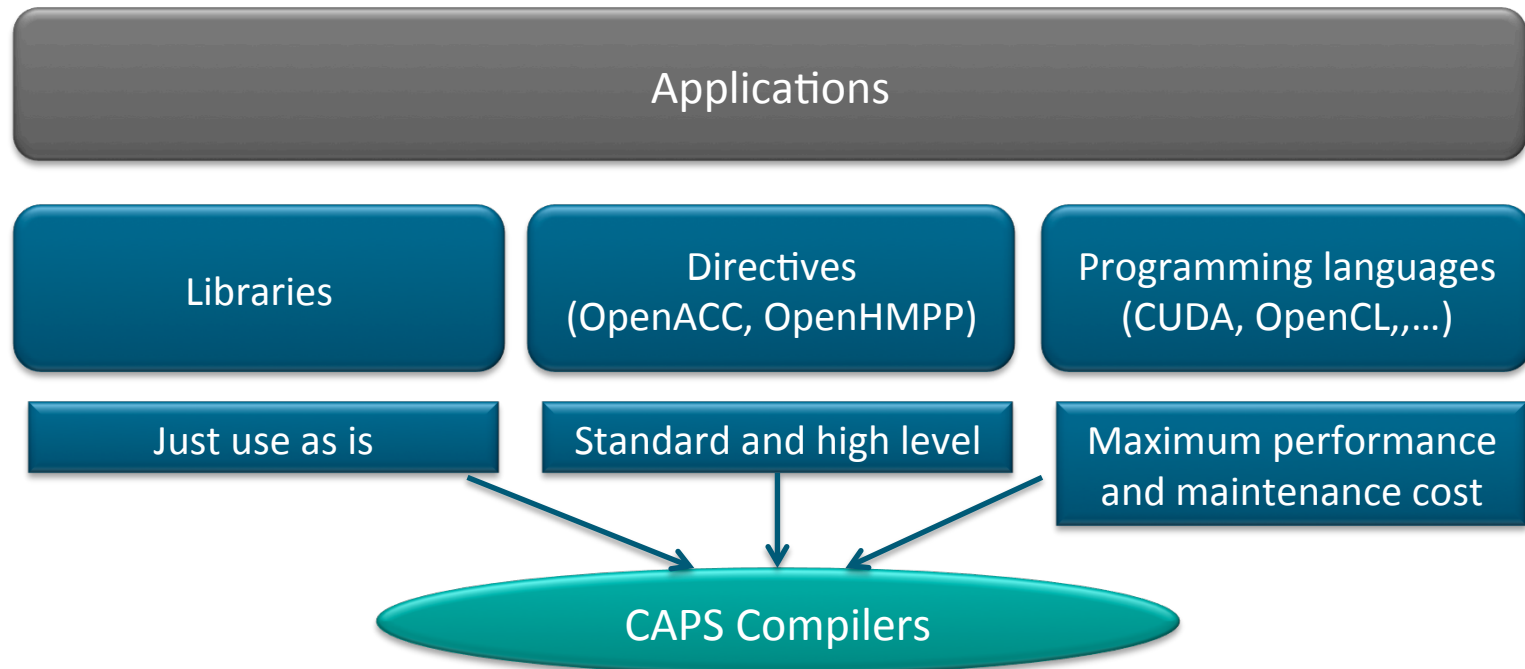 Applications
Libraries
Directives
(OpenACC, OpenHMPP)
Programming languages
(CUDA, OpenCL,,…)
Just use as is
Standard and high level
Maximum performance
and maintenance cost
CAPS Compilers